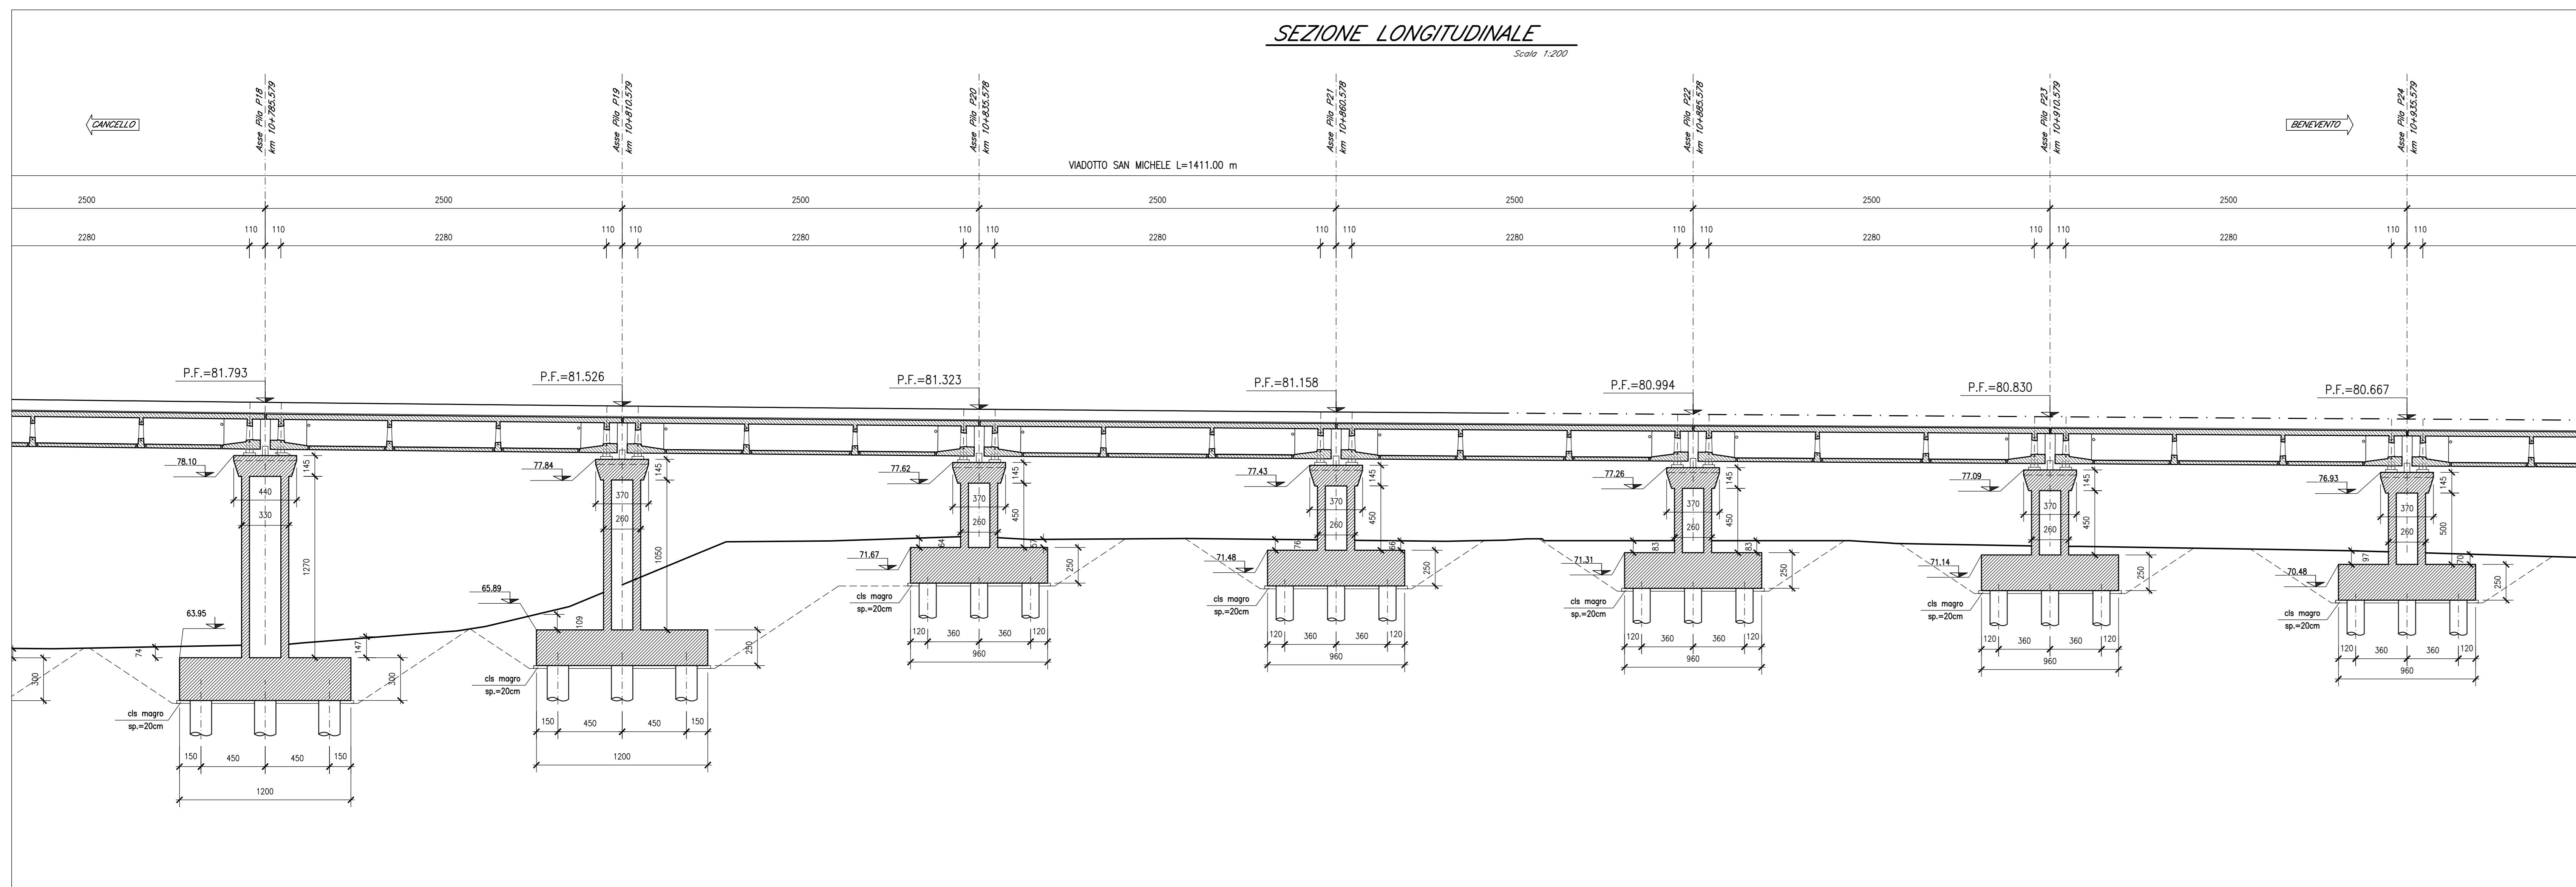 SEZIONE LONGITUDINALE
Scala 1:200
Asse Pila P18
km 10+785.579
Asse Pila P19
km 10+810.579
Asse Pila P20
km 10+835.578
Asse Pila P21
km 10+860.578
Asse Pila P22
km 10+885.578
Asse Pila P23
km 10+910.579
Asse Pila P24
km 10+935.579
CANCELLO
BENEVENTO
VIADOTTO SAN MICHELE L=1411.00 m
2500 2500 2500 2500 2500 2500 2500
110 110 110 110 110 110 110 110 110 110 110 110 110 110
2280 2280 2280 2280 2280 2280 2280
P.F.=81.793
P.F.=81.526
P.F.=81.323
P.F.=81.158
P.F.=80.994
P.F.=80.830
P.F.=80.667
78.10
145
440
330
1270
63.95
74
147
300
300
cls magro
sp.=20cm
150 450 450 150
1200
77.84
145
370
260
1050
65.89
109
250
cls magro
sp.=20cm
150 450 450 150
1200
77.62
145
370
260
450
64
57
71.67
250
cls magro
sp.=20cm
120 360 360 120
960
77.43
145
370
260
450
76
66
71.48
250
cls magro
sp.=20cm
120 360 360 120
960
77.26
145
370
260
450
83
83
71.31
250
cls magro
sp.=20cm
120 360 360 120
960
77.09
145
370
260
450
71.14
250
cls magro
sp.=20cm
120 360 360 120
960
76.93
145
370
260
500
97
70
70.48
250
cls magro
sp.=20cm
120 360 360 120
960